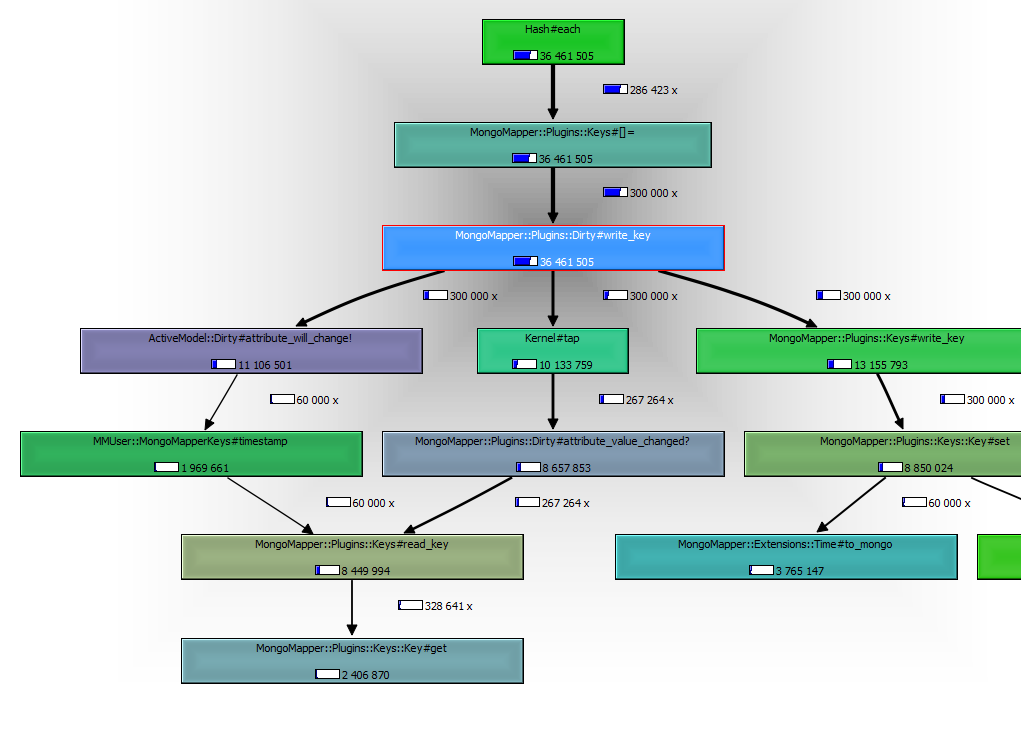 Hash#each
36 461 505
286 423 x
MongoMapper::Plugins::Keys#[]=
36 461 505
300 000 x
MongoMapper::Plugins::Dirty#write_key
36 461 505
300 000 x
300 000 x
300 000 x
ActiveModel::Dirty#attribute_will_change!
11 106 501
Kernel#tap
10 133 759
MongoMapper::Plugins::Keys#write_key
13 155 793
60 000 x
267 264 x
300 000 x
MMUser::MongoMapperKeys#timestamp
1 969 661
MongoMapper::Plugins::Dirty#attribute_value_changed?
8 657 853
MongoMapper::Plugins::Keys::Key#set
8 850 024
60 000 x
267 264 x
60 000 x
MongoMapper::Plugins::Keys#read_key
8 449 994
MongoMapper::Extensions::Time#to_mongo
3 765 147
328 641 x
MongoMapper::Plugins::Keys::Key#get
2 406 870